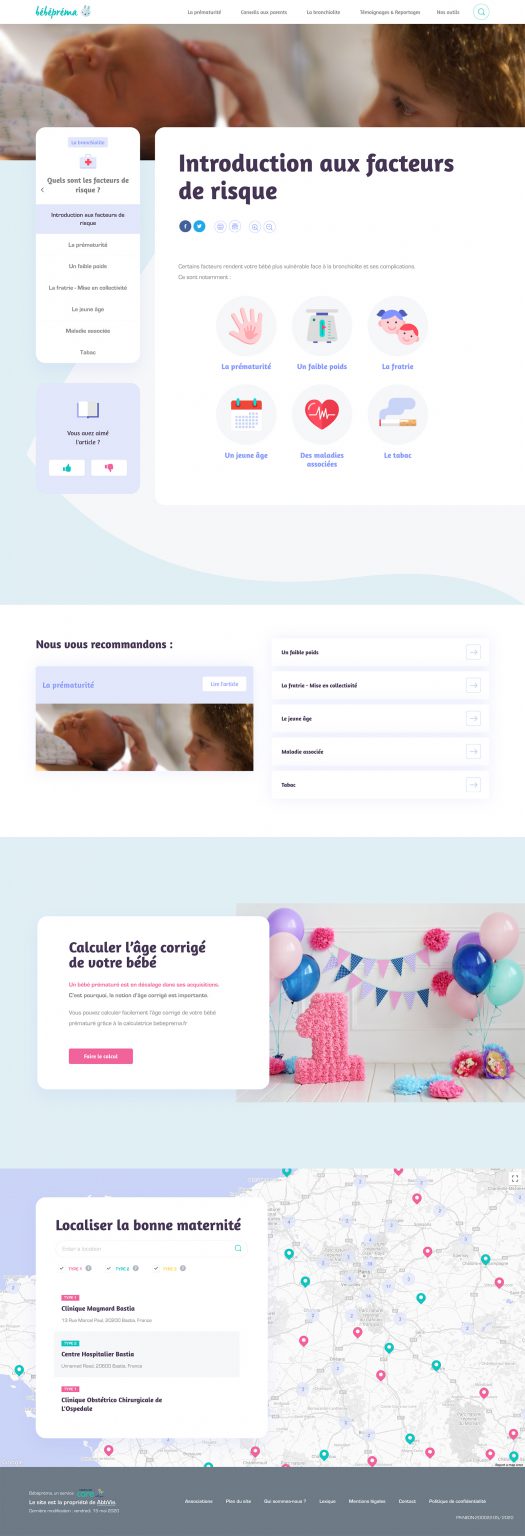 bébépréma
La prématurité Conseils aux parents La bronchiolite Témoignages & Reportages Nos outils
La bronchiolite
Quels sont les facteurs de
risque ?
Introduction aux facteurs de
risque
La prématurité
Un faible poids
La fratrie - Mise en collectivité
Le jeune âge
Maladie associée
Tabac
Vous avez aimé
l'article ?
Introduction aux facteurs
de risque
Certains facteurs rendent votre bébé plus vulnérable face à la bronchiolite et ses complications.
Ce sont notamment :
La prématurité Un faible poids La fratrie
Un jeune âge Des maladies
associées Le tabac
Nous vous recommandons :
La prématurité Lire l'article
Un faible poids
La fratrie - Mise en collectivité
Le jeune âge
Maladie associée
Tabac
Calculer l'âge corrigé
de votre bébé
Un bébé prématuré est en décalage dans ses acquisitions.
C'est pourquoi, la notion d'âge corrigé est importante.
Vous pouvez calculer facilement l'âge corrigé de votre bébé
prématuré grâce à la calculatrice bebeprema.fr
Faire le calcul
Localiser la bonne maternité
Enter a location
TYPE 1 TYPE 2 TYPE 3
TYPE 1
Clinique Maymard Bastia
13 Rue Marcel Paul, 20200 Bastia, France
TYPE 2
Centre Hospitalier Bastia
Unnamed Road, 20600 Bastia, France
TYPE 1
Clinique Obstétrico Chirurgicale de
L'Ospedale
Paris
Orléans
Google
Report a map error
Bébépréma, un service care
Le site est la propriété de AbbVie.
Dernière modification : vendredi, 15 mai 2020
Associations Plan du site Qui sommes-nous ? Lexique Mentions légales Contact Politique de confidentialité